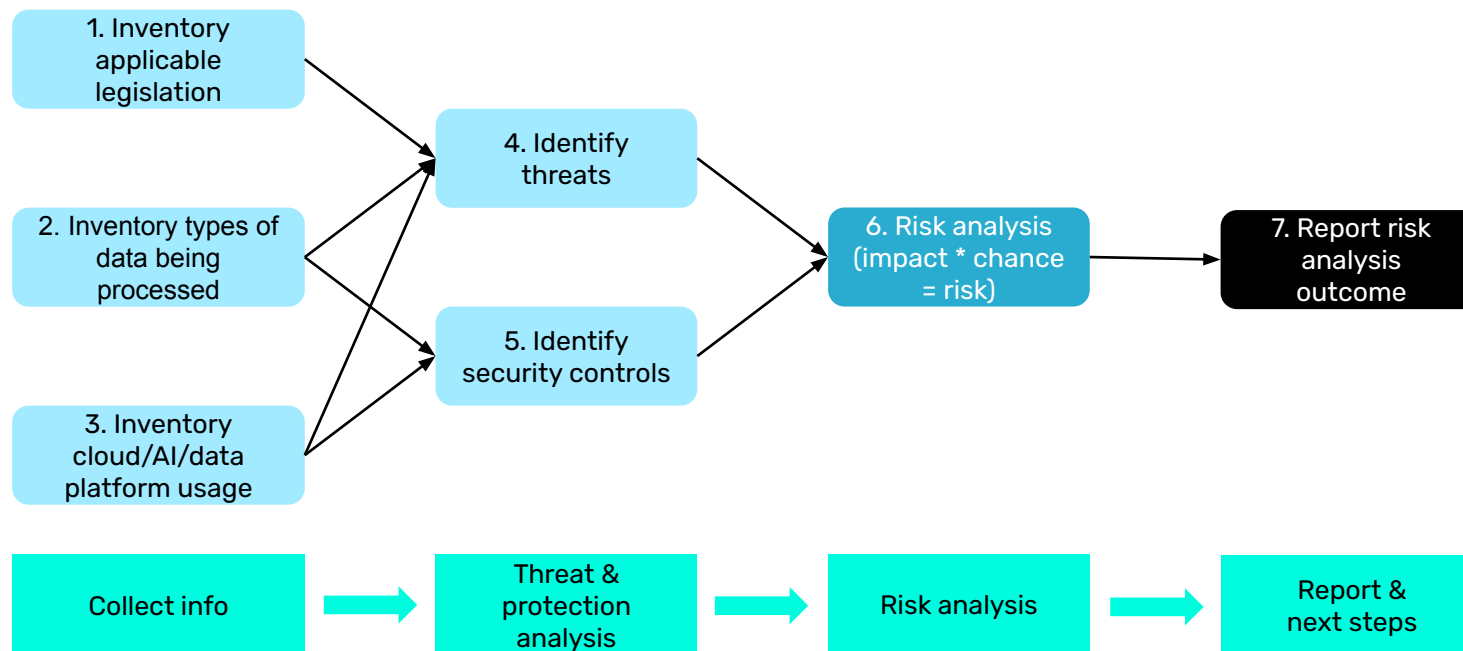 1. Inventory
applicable
legislation
2. Inventory types of
data being
processed
3. Inventory
cloud/AI/data
platform usage
4. Identify
threats
5. Identify
security controls
6. Risk analysis
(impact * chance
= risk)
7. Report risk
analysis
outcome
Collect info
Threat &
protection
analysis
Risk analysis
Report &
next steps